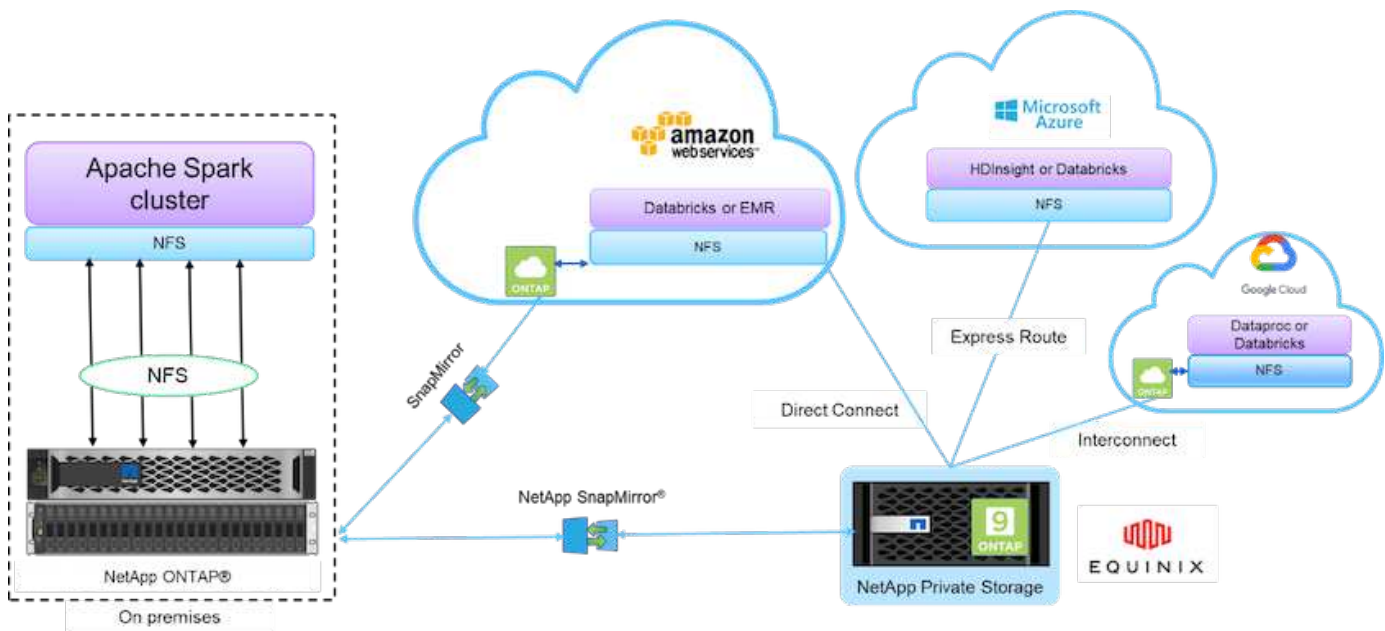 Apache Spark
cluster
NFS
NFS
NetApp ONTAP®
On premises
amazon
webservices™
Databricks or EMR
NFS
ONTAP
SnapMirror
NetApp SnapMirror®
Microsoft
Azure
HDInsight or Databricks
NFS
Express Route
Direct Connect
Interconnect
Google Cloud
Dataproc or
Databricks
NFS
ONTAP
9
ONTAP
NetApp Private Storage
EQUINIX